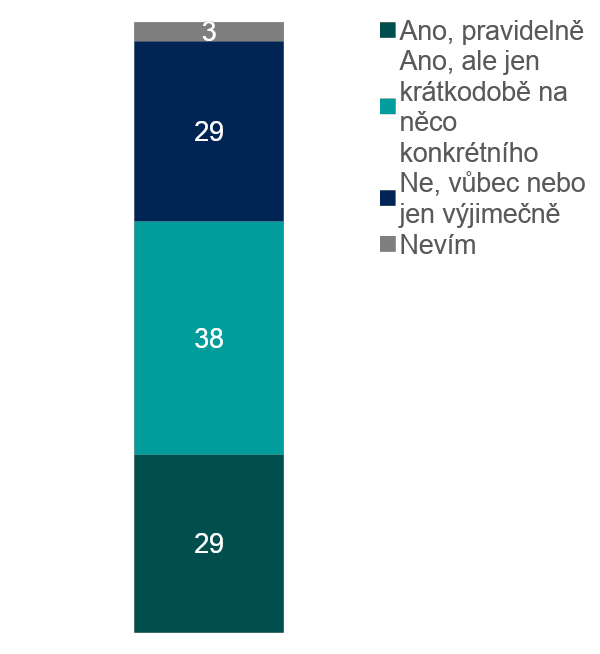 3
29
38
29
Ano, pravidelně
Ano, ale jen
krátkodobě na
něco
konkrétního
Ne, vůbec nebo
jen výjimečně
Nevím